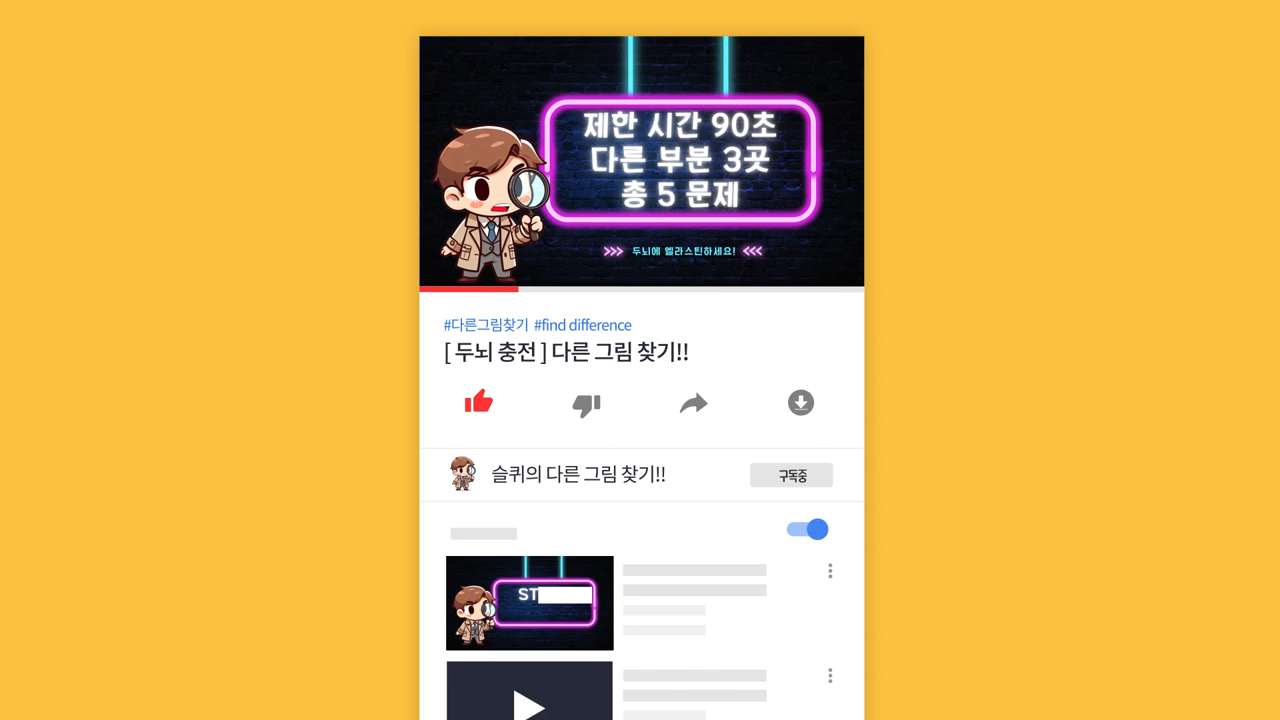 제한 시간 90초
다른 부분 3곳
총 5 문제
>>> 두뇌에 엘라스틴하세요! <<<
#다른그림찾기 #find difference
[ 두뇌 충전 ] 다른 그림 찾기!!
슬퀴의 다른 그림 찾기!!
구독중
ST